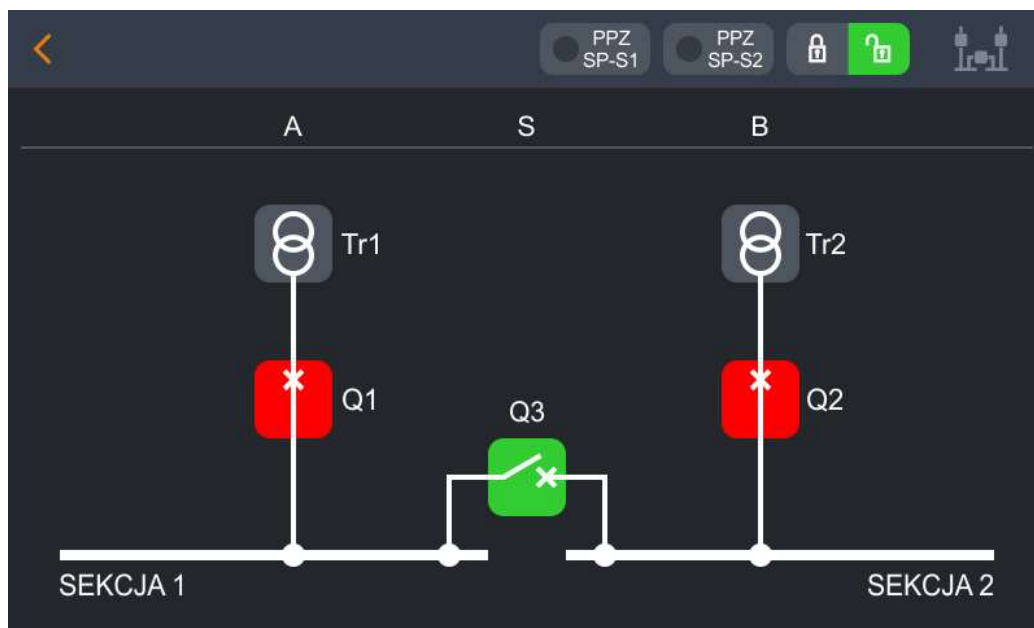 PPZ
SP-S1
PPZ
SP-S2
A
S
B
Tr1
Tr2
Q1
Q3
Q2
SEKCJA 1
SEKCJA 2